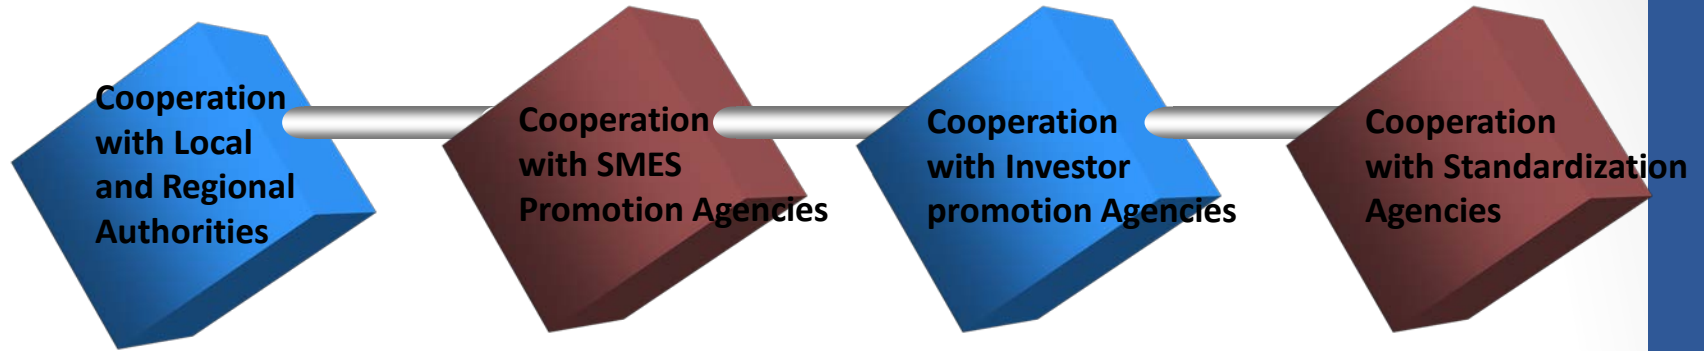 Cooperation
with Local
and Regional
Authorities
Cooperation
with SMES
Promotion Agencies
Cooperation
with Investor
promotion Agencies
Cooperation
with Standardization
Agencies